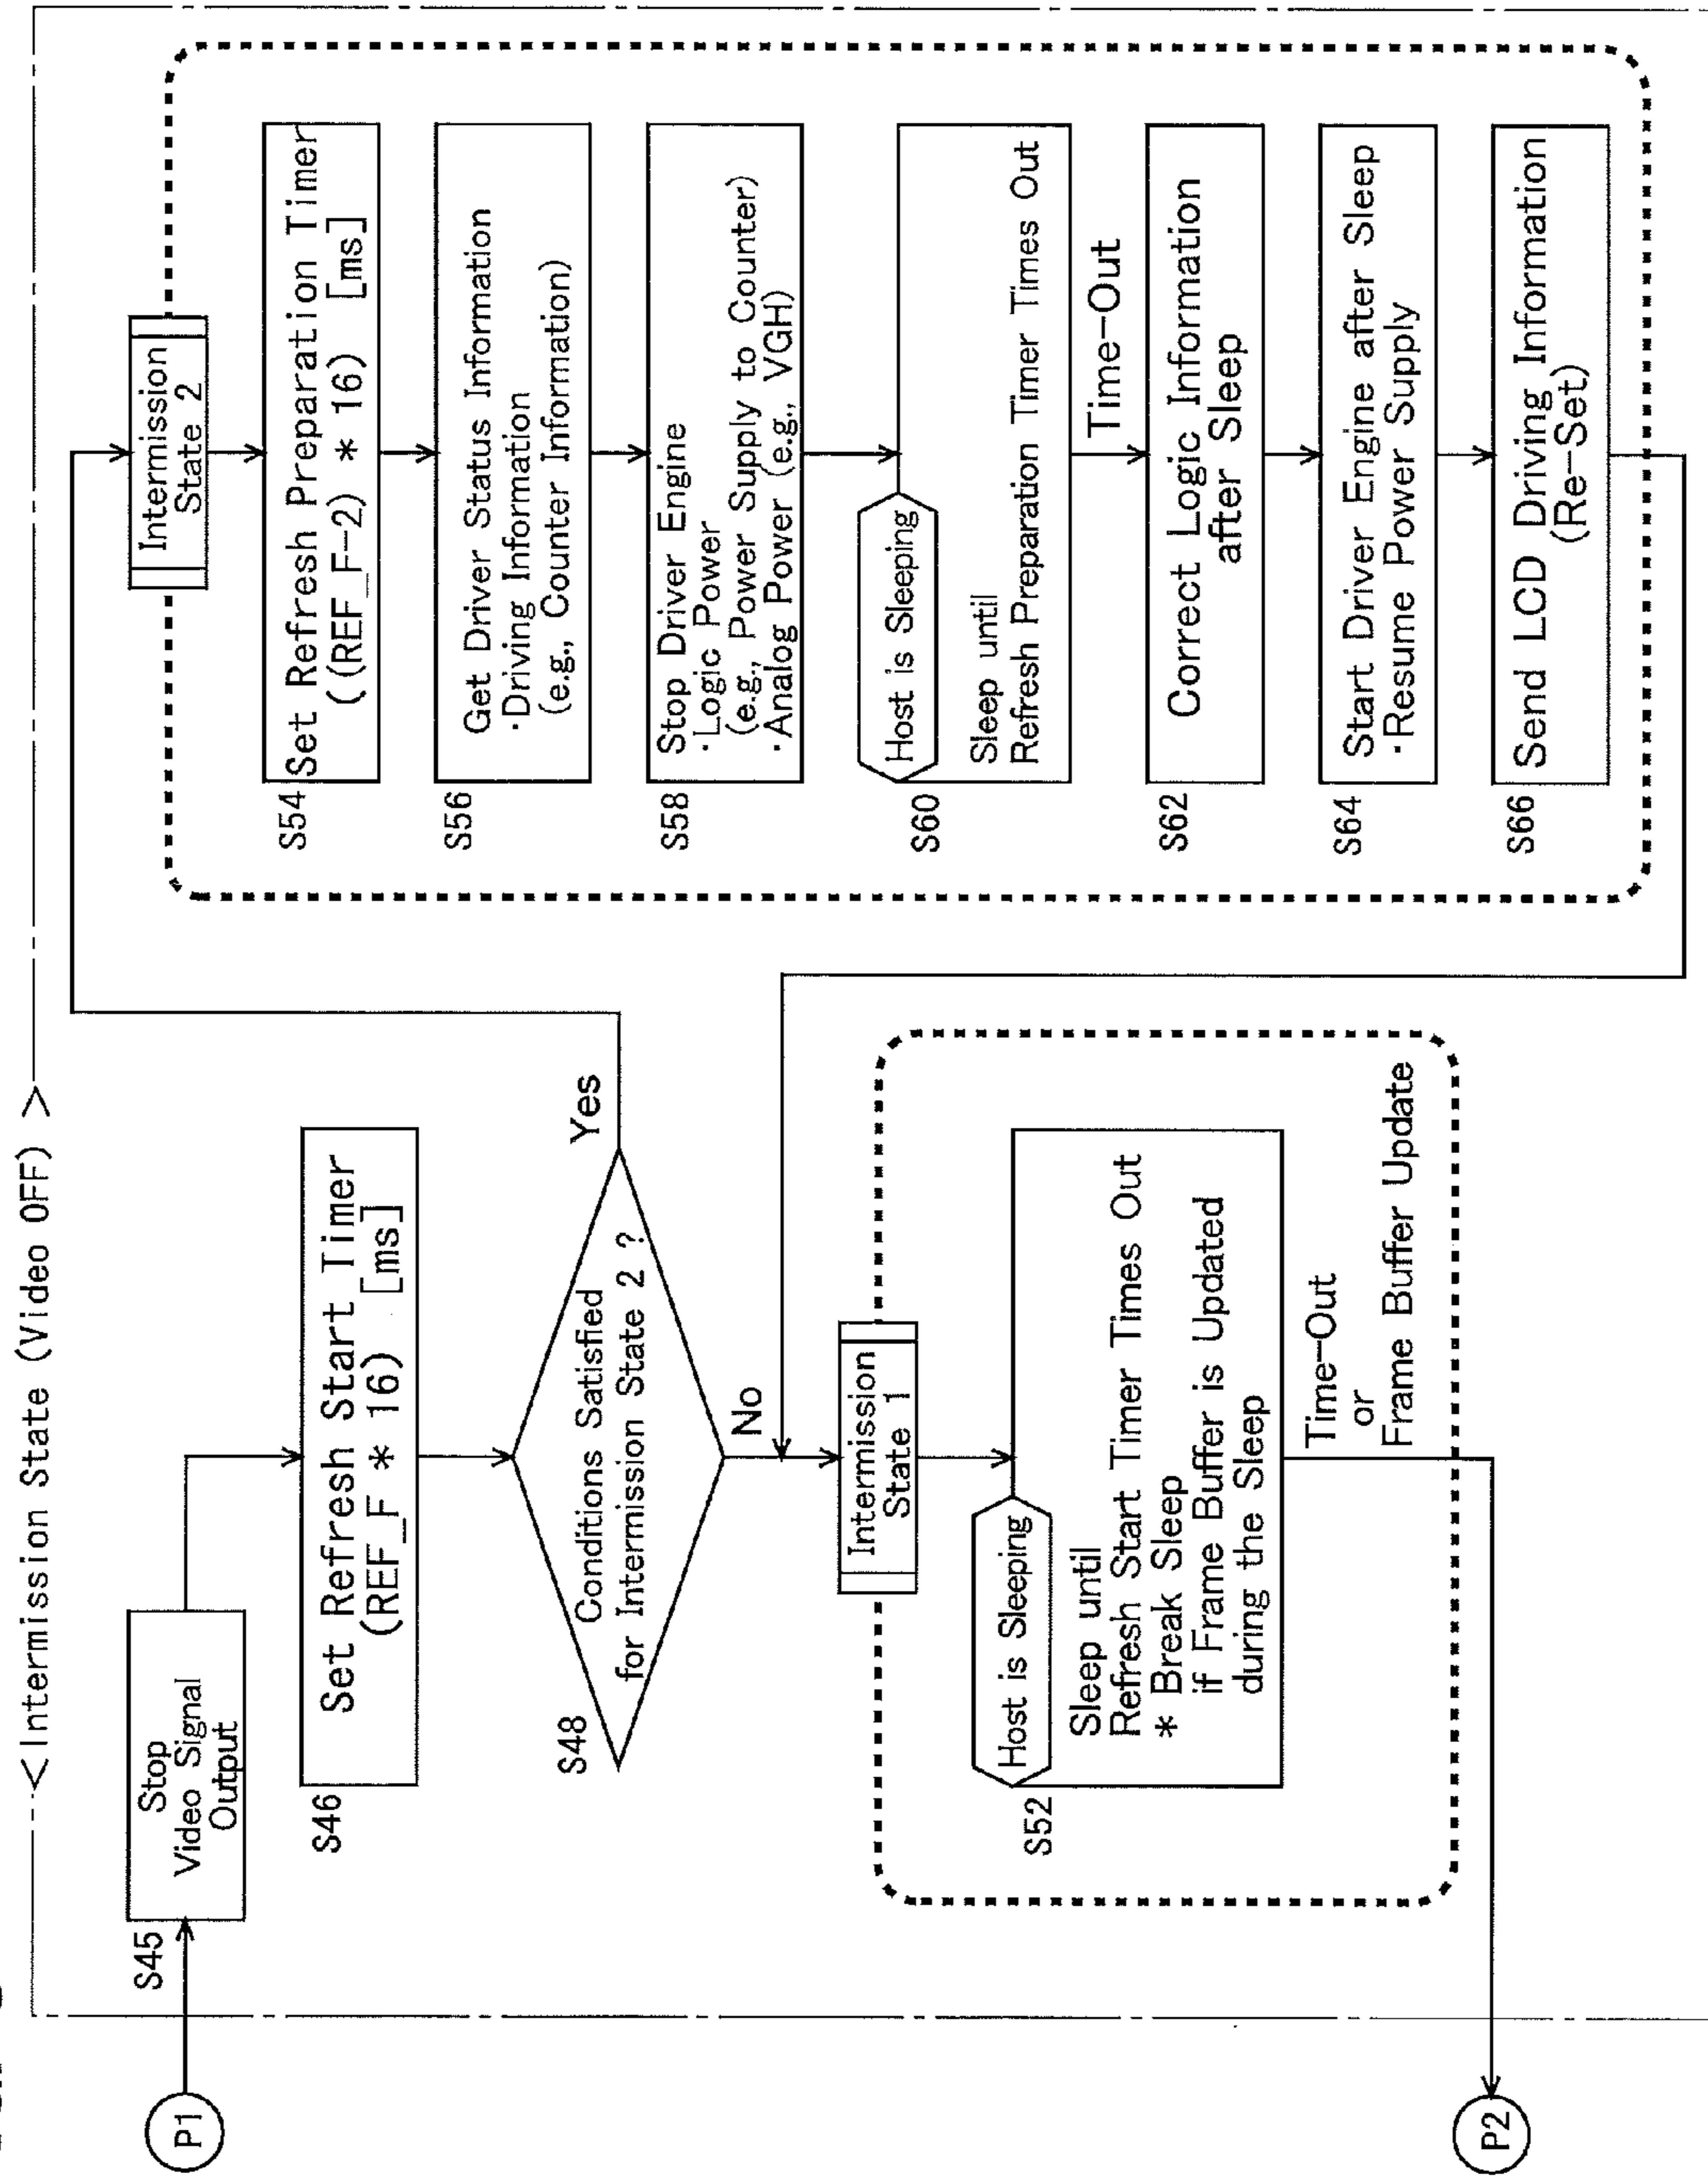 <Intermission State (Video OFF) >
P1
S45
Stop
Video Signal
Output
S46
Set Refresh Start Timer
(REF_F * 16) [ms]
S48
Conditions Satisfied
for Intermission State 2 ?
Yes
No
Intermission
State 1
Host is Sleeping
S52
Sleep until
Refresh Start Timer Times Out
* Break Sleep
if Frame Buffer is Updated
during the Sleep
Time-Out
or
Frame Buffer Update
P2
Intermission
State 2
S54
Set Refresh Preparation Timer
((REF_F-2) * 16) [ms]
S56
Get Driver Status Information
·Driving Information
(e.g., Counter Information)
S58
Stop Driver Engine
·Logic Power
(e.g., Power Supply to Counter)
·Analog Power (e.g., VGH)
Host is Sleeping
S60
Sleep until
Refresh Preparation Timer Times Out
Time-Out
S62
Correct Logic Information
after Sleep
S64
Start Driver Engine after Sleep
·Resume Power Supply
S66
Send LCD Driving Information
(Re-Set)